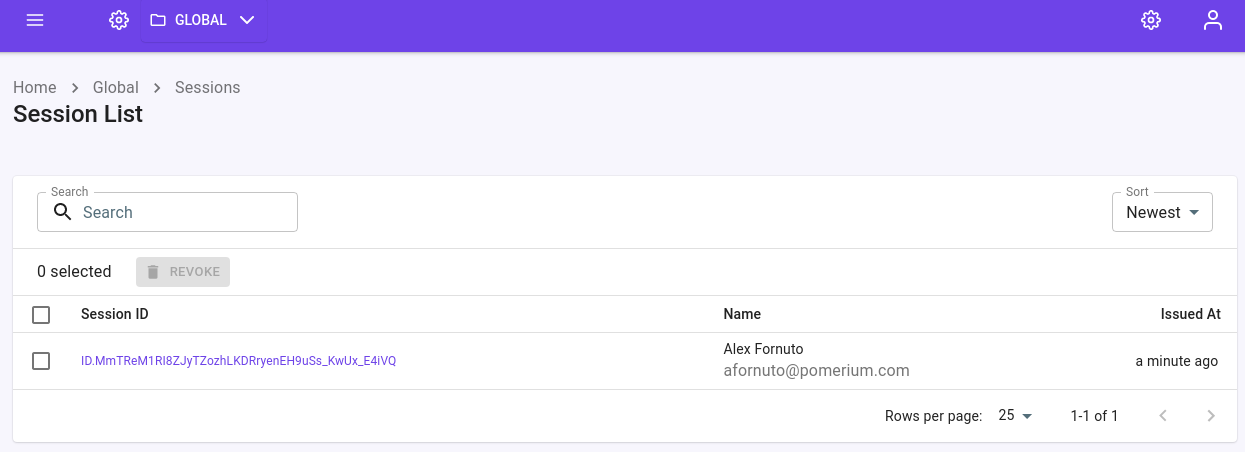 GLOBAL
Home > Global > Sessions
Session List
Search
Search
Sort
Newest
0 selected
REVOKE
Session ID Name Issued At
ID.MmTReM1RI8ZJyTZozhLKDRryenEH9uSs_KwUx_E4iVQ
Alex Fornuto
afornuto@pomerium.com
a minute ago
Rows per page: 25 1-1 of 1